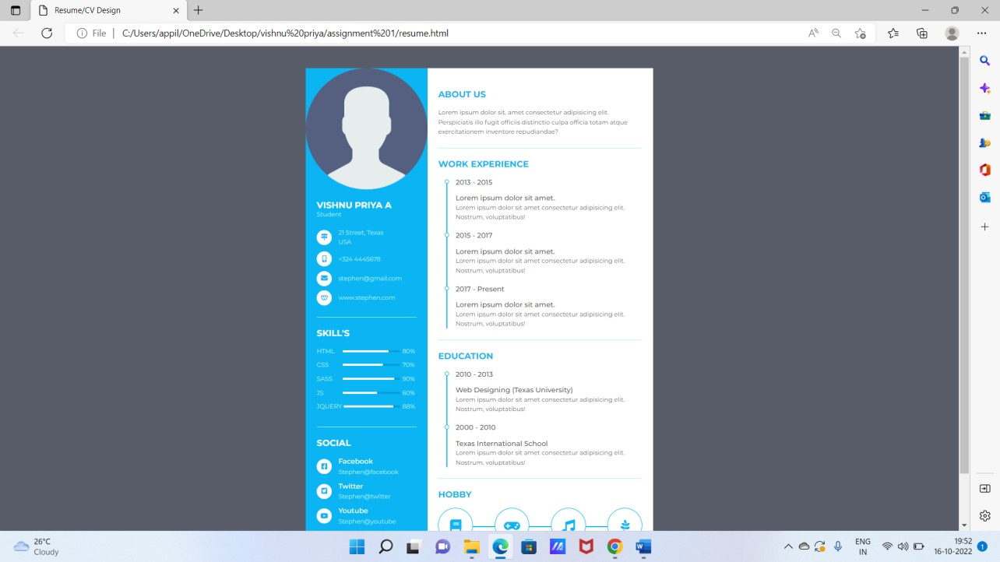 Resume/CV Design
File
C:/Users/appil/OneDrive/Desktop/vishnu%20priya/assignment%201/resume.html
VISHNU PRIYA A
Student
21 Street, Texas
USA
+324 4445678
stephen@gmail.com
www.stephen.com
SKILL'S
HTML 80%
CSS 70%
SASS 90%
JS 60%
JQUERY 88%
SOCIAL
Facebook
Stephen@facebook
Twitter
Stephen@twitter
Youtube
Stephen@youtube
ABOUT US
Lorem ipsum dolor sit, amet consectetur adipisicing elit.
Perspiciatis illo fugit officiis distinctio culpa officia totam atque
exercitationem inventore repudiandae?
WORK EXPERIENCE
2013 - 2015
Lorem ipsum dolor sit amet.
Lorem ipsum dolor sit amet consectetur adipisicing elit.
Nostrum, voluptatibus!
2015 - 2017
Lorem ipsum dolor sit amet.
Lorem ipsum dolor sit amet consectetur adipisicing elit.
Nostrum, voluptatibus!
2017 - Present
Lorem ipsum dolor sit amet.
Lorem ipsum dolor sit amet consectetur adipisicing elit.
Nostrum, voluptatibus!
EDUCATION
2010 - 2013
Web Designing (Texas University)
Lorem ipsum dolor sit amet consectetur adipisicing elit.
Nostrum, voluptatibus!
2000 - 2010
Texas International School
Lorem ipsum dolor sit amet consectetur adipisicing elit.
Nostrum, voluptatibus!
HOBBY
26°C
Cloudy
ENG
IN
19:52
16-10-2022
1